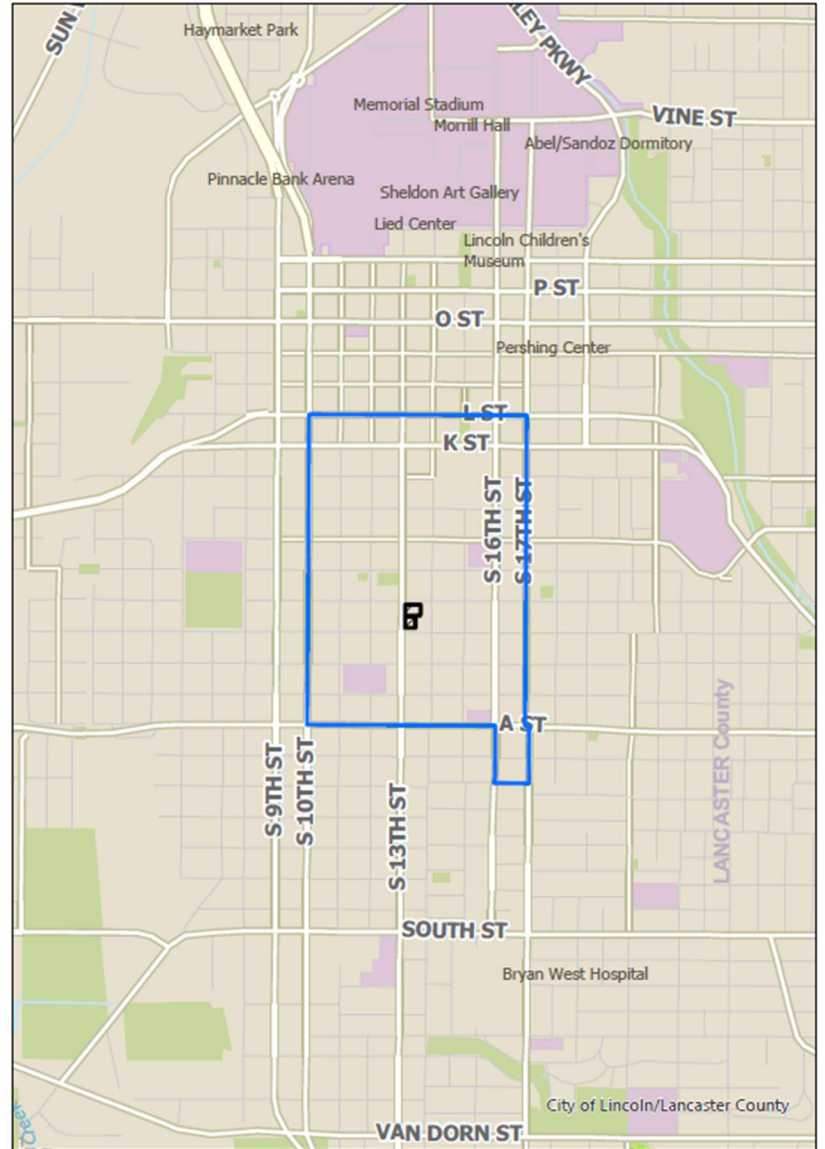 Haymarket Park
Memorial Stadium
Morrill Hall
VINE ST
Abel/Sandoz Dormitory
Pinnacle Bank Arena
Sheldon Art Gallery
Lied Center
Lincoln Children's
Museum
P ST
O ST
Pershing Center
L ST
K ST
S 16TH ST
S 17TH ST
A ST
LANCASTER County
S 9TH ST
S 10TH ST
S 13TH ST
SOUTH ST
Bryan West Hospital
City of Lincoln/Lancaster County
VAN DORN ST
PKWY
SUN
Creek